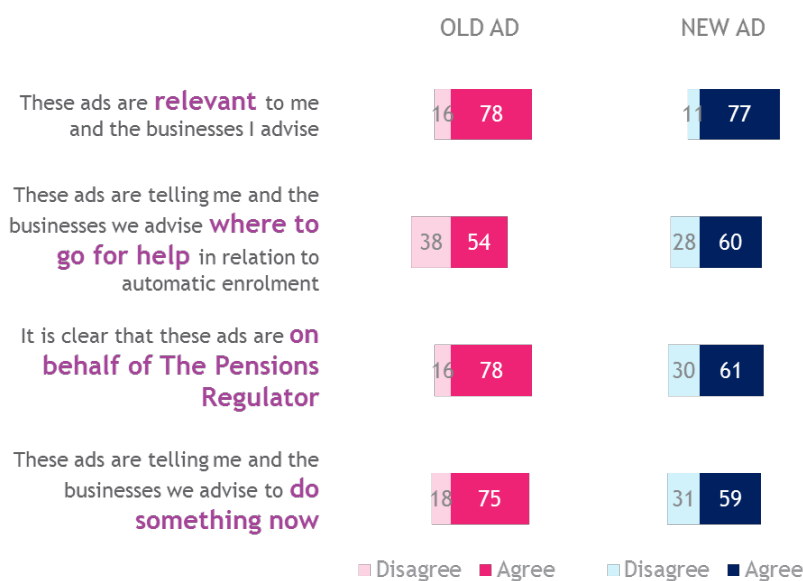 OLD AD NEW AD
These ads are relevant to me
and the businesses I advise
16 78 11 77
These ads are telling me and the
businesses we advise where to
go for help in relation to
automatic enrolment
38 54 28 60
It is clear that these ads are on
behalf of The Pensions
Regulator
16 78 30 61
These ads are telling me and the
businesses we advise to do
something now
18 75 31 59
Disagree Agree Disagree Agree